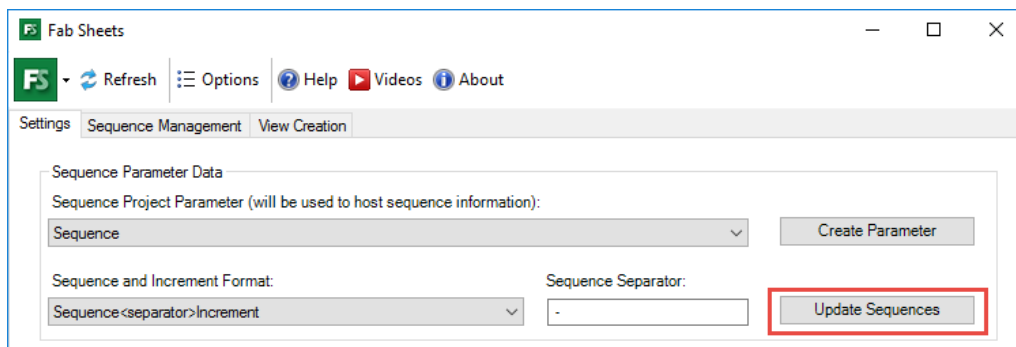 FS Fab Sheets
FS Refresh Options Help Videos About
Settings Sequence Management View Creation
Sequence Parameter Data
Sequence Project Parameter (will be used to host sequence information):
Sequence Create Parameter
Sequence and Increment Format: Sequence Separator:
Sequence<separator>Increment - Update Sequences